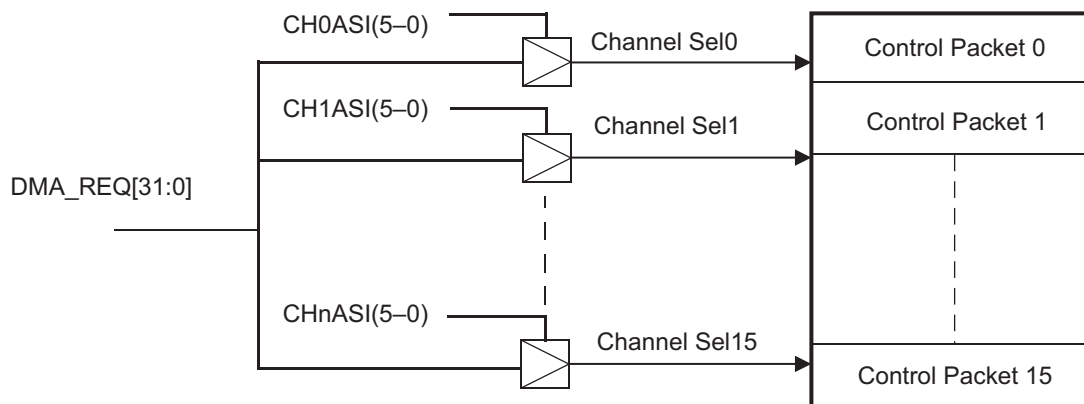 CH0ASI(5–0)
Channel Sel0
Control Packet 0
CH1ASI(5–0)
Channel Sel1
Control Packet 1
DMA_REQ[31:0]
CHnASI(5–0)
Channel Sel15
Control Packet 15